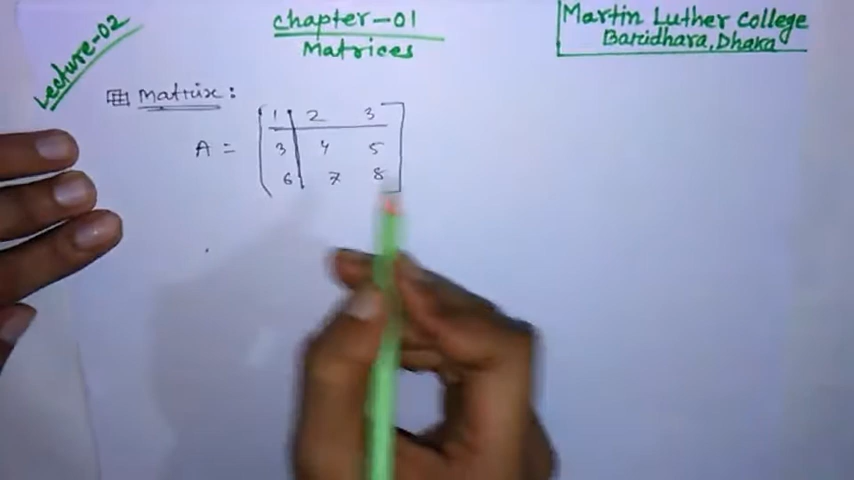 Lecture-02
chapter-01
Matrices
Martin Luther College
Baridhara, Dhaka
Matrix:
A = [1 2 3
3 4 5
6 7 8]